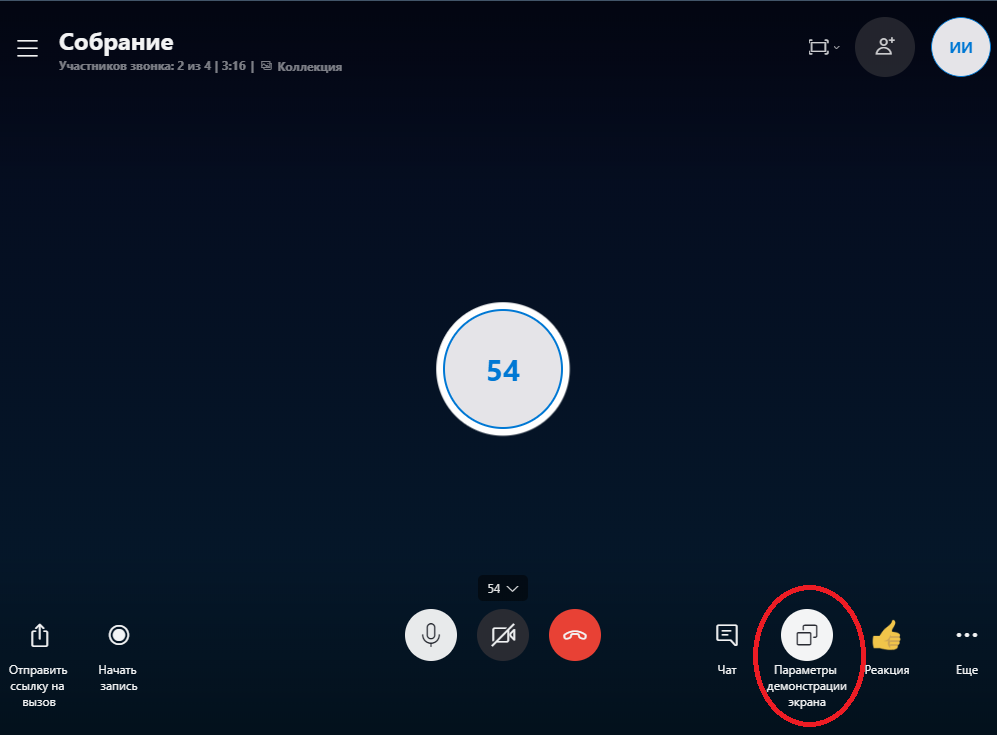 Собрание
Участников звонка: 2 из 4 | 3:16 | Коллекция
ИИ
54
54
Отправить
ссылку на
вызов
Начать
запись
Чат
Параметры
демонстрации
экрана
Реакция
Еще